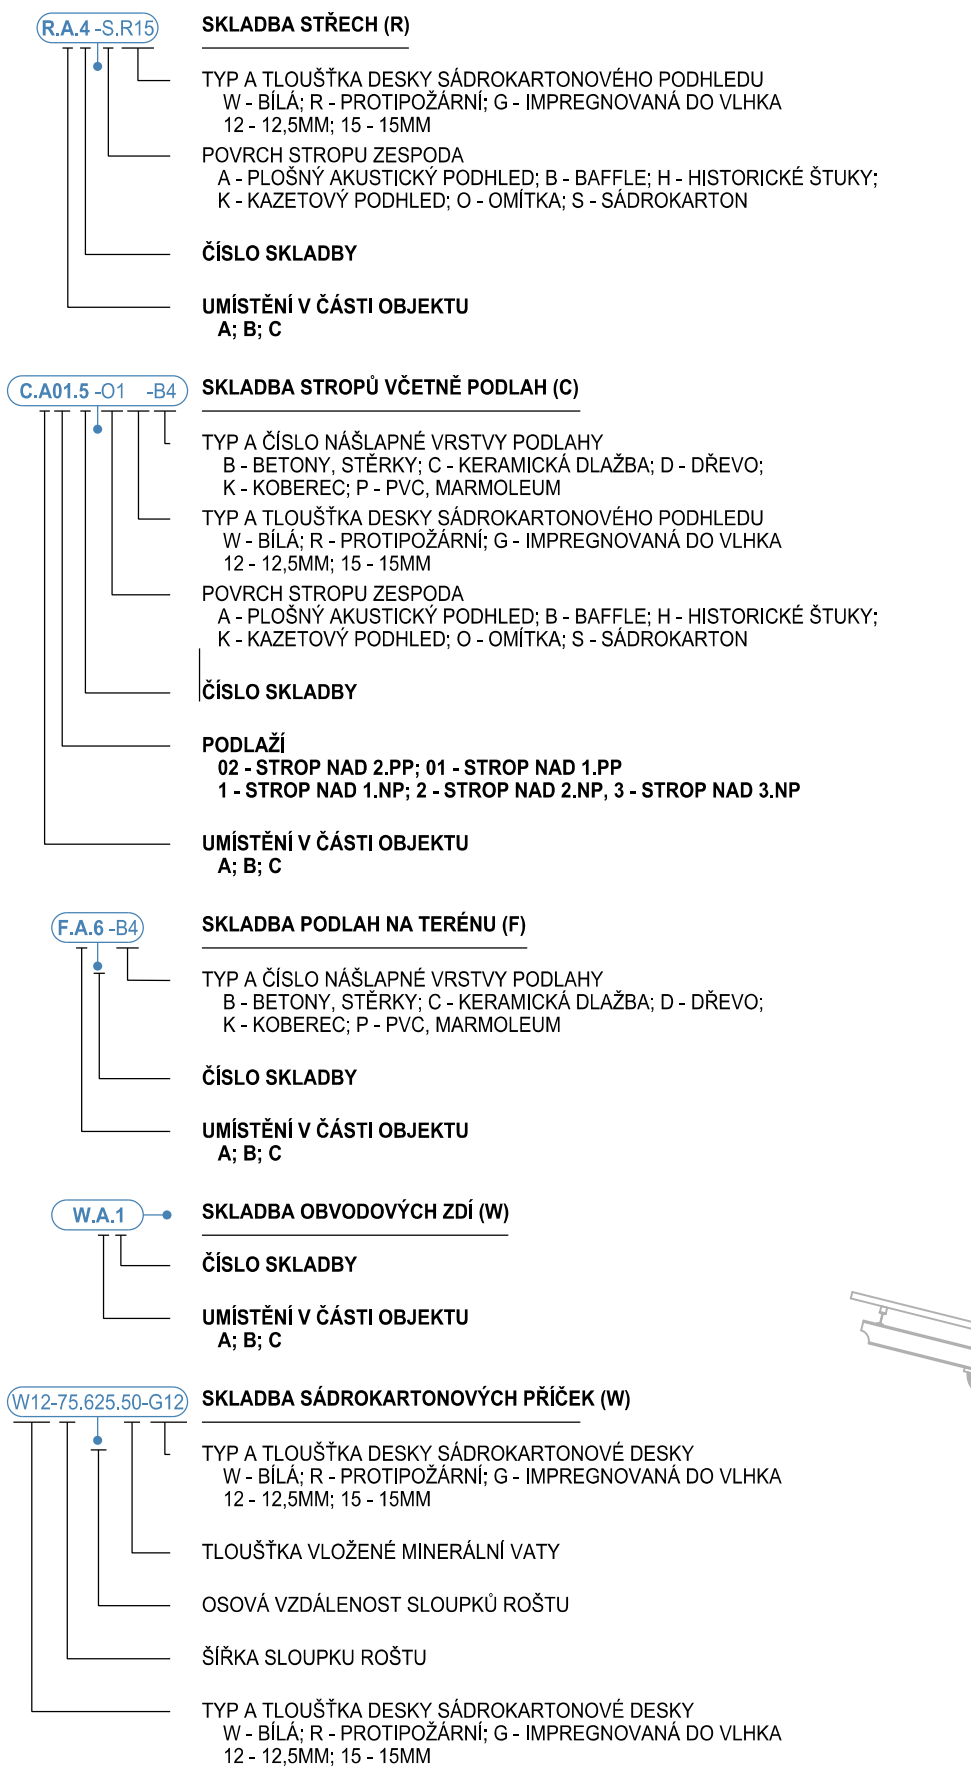 R.A.4 -S.R15 SKLADBA STŘECH (R)
TYP A TLOUŠŤKA DESKY SÁDROKARTONOVÉHO PODHLEDU
W - BÍLÁ; R - PROTIPOŽÁRNÍ; G - IMPREGNOVANÁ DO VLHKA
12 - 12,5MM; 15 - 15MM
POVRCH STROPU ZESPODA
A - PLOŠNÝ AKUSTICKÝ PODHLED; B - BAFFLE; H - HISTORICKÉ ŠTUKY;
K - KAZETOVÝ PODHLED; O - OMÍTKA; S - SÁDROKARTON
ČÍSLO SKLADBY
UMÍSTĚNÍ V ČÁSTI OBJEKTU
A; B; C
C.A01.5 -O1 -B4 SKLADBA STROPŮ VČETNĚ PODLAH (C)
TYP A ČÍSLO NÁŠLAPNÉ VRSTVY PODLAHY
B - BETONY, STĚRKY; C - KERAMICKÁ DLAŽBA; D - DŘEVO;
K - KOBEREC; P - PVC, MARMOLEUM
TYP A TLOUŠŤKA DESKY SÁDROKARTONOVÉHO PODHLEDU
W - BÍLÁ; R - PROTIPOŽÁRNÍ; G - IMPREGNOVANÁ DO VLHKA
12 - 12,5MM; 15 - 15MM
POVRCH STROPU ZESPODA
A - PLOŠNÝ AKUSTICKÝ PODHLED; B - BAFFLE; H - HISTORICKÉ ŠTUKY;
K - KAZETOVÝ PODHLED; O - OMÍTKA; S - SÁDROKARTON
ČÍSLO SKLADBY
PODLAŽÍ
02 - STROP NAD 2.PP; 01 - STROP NAD 1.PP
1 - STROP NAD 1.NP; 2 - STROP NAD 2.NP, 3 - STROP NAD 3.NP
UMÍSTĚNÍ V ČÁSTI OBJEKTU
A; B; C
F.A.6 -B4 SKLADBA PODLAH NA TERÉNU (F)
TYP A ČÍSLO NÁŠLAPNÉ VRSTVY PODLAHY
B - BETONY, STĚRKY; C - KERAMICKÁ DLAŽBA; D - DŘEVO;
K - KOBEREC; P - PVC, MARMOLEUM
ČÍSLO SKLADBY
UMÍSTĚNÍ V ČÁSTI OBJEKTU
A; B; C
W.A.1 SKLADBA OBVODOVÝCH ZDÍ (W)
ČÍSLO SKLADBY
UMÍSTĚNÍ V ČÁSTI OBJEKTU
A; B; C
W12-75.625.50-G12 SKLADBA SÁDROKARTONOVÝCH PŘÍČEK (W)
TYP A TLOUŠŤKA DESKY SÁDROKARTONOVÉ DESKY
W - BÍLÁ; R - PROTIPOŽÁRNÍ; G - IMPREGNOVANÁ DO VLHKA
12 - 12,5MM; 15 - 15MM
TLOUŠŤKA VLOŽENÉ MINERÁLNÍ VATY
OSOVÁ VZDÁLENOST SLOUPKŮ ROŠTU
ŠÍŘKA SLOUPKU ROŠTU
TYP A TLOUŠŤKA DESKY SÁDROKARTONOVÉ DESKY
W - BÍLÁ; R - PROTIPOŽÁRNÍ; G - IMPREGNOVANÁ DO VLHKA
12 - 12,5MM; 15 - 15MM